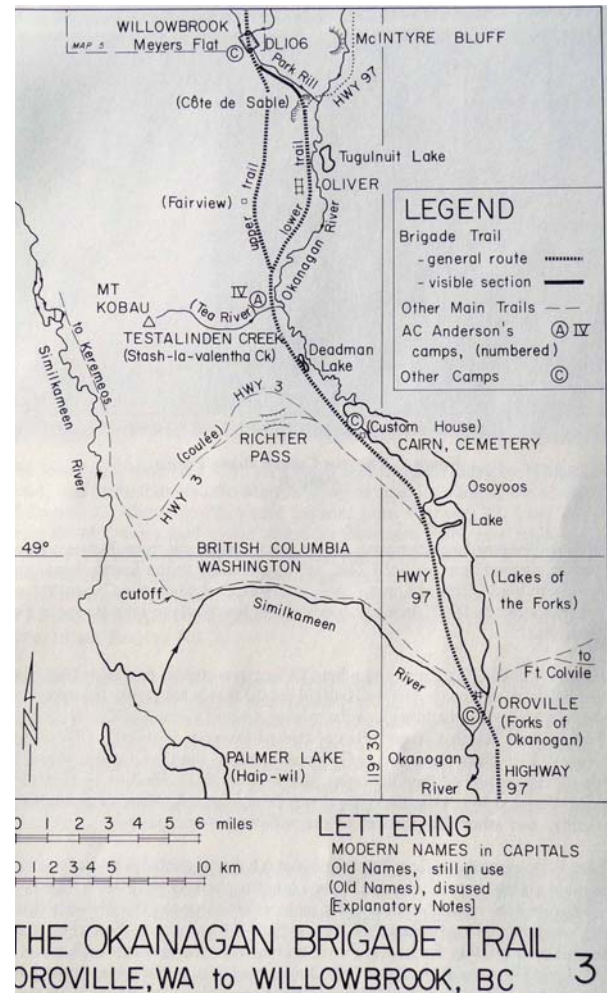 WILLOWBROOK
Meyers Flat
MAP 5
C
DL106
Park Rill
McINTYRE BLUFF
HWY 97
(Côte de Sable)
Tugulnuit Lake
OLIVER
(Fairview)
upper trail
lower trail
Okanagan River
LEGEND
Brigade Trail
- general route
- visible section
Other Main Trails
AC Anderson's
camps, (numbered)
A IV
Other Camps
C
MT
KOBAU
IV
A
(Tea River)
TESTALINDEN CREEK
(Stash-la-valentha Ck)
to Keremeos
Similkameen
River
Deadman
Lake
HWY 3
(coulée)
HWY 3
RICHTER
PASS
C
(Custom House)
CAIRN, CEMETERY
Osoyoos
Lake
49°
BRITISH COLUMBIA
WASHINGTON
HWY
97
(Lakes of
the Forks)
cutoff
Similkameen
River
to
Ft. Colvile
C
OROVILLE
(Forks of
Okanogan)
PALMER LAKE
(Haip-wil)
119° 30
Okanogan
River
HIGHWAY
97
N
0 1 2 3 4 5 6 miles
0 1 2 3 4 5 10 km
LETTERING
MODERN NAMES in CAPITALS
Old Names, still in use
(Old Names), disused
[Explanatory Notes]
THE OKANAGAN BRIGADE TRAIL
OROVILLE, WA to WILLOWBROOK, BC
3